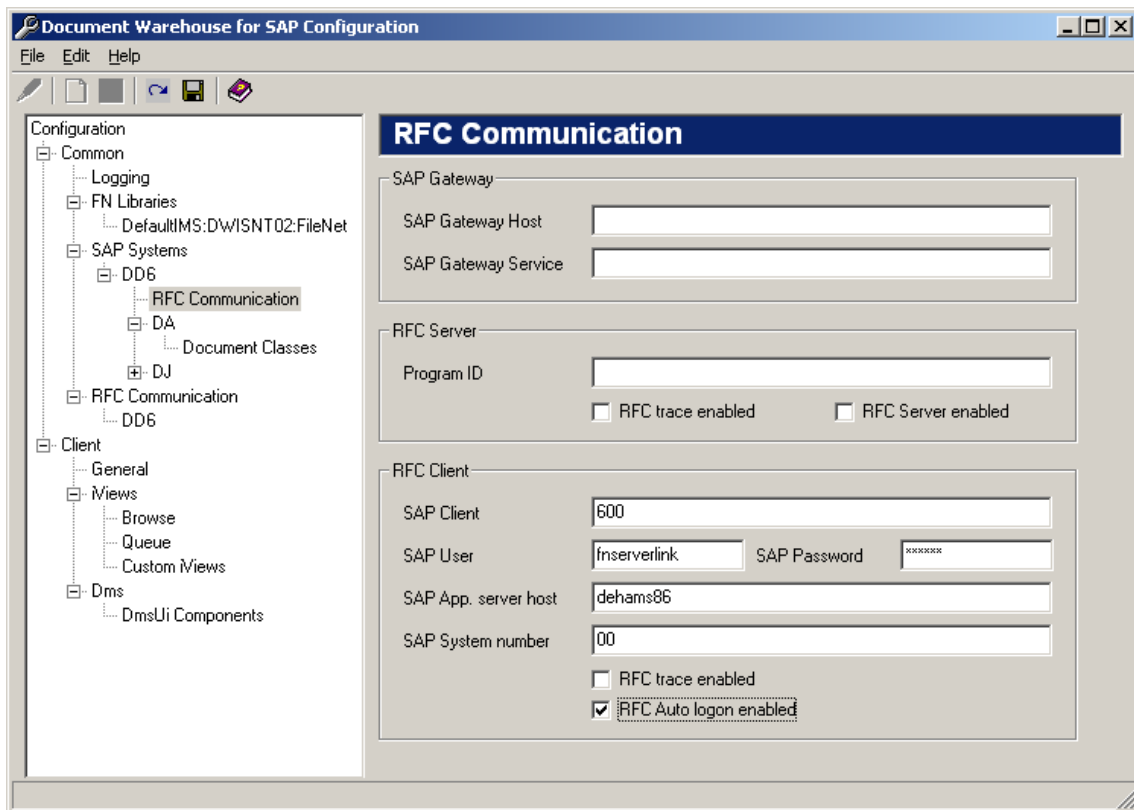 Document Warehouse for SAP Configuration
File Edit Help
Configuration
Common
Logging
FN Libraries
DefaultIMS:DWISNT02:FileNet
SAP Systems
DD6
RFC Communication
DA
Document Classes
DJ
RFC Communication
DD6
Client
General
iViews
Browse
Queue
Custom iViews
Dms
DmsUi Components
RFC Communication
SAP Gateway
SAP Gateway Host
SAP Gateway Service
RFC Server
Program ID
RFC trace enabled RFC Server enabled
RFC Client
SAP Client 600
SAP User fnserverlink SAP Password ******
SAP App. server host dehams86
SAP System number 00
RFC trace enabled
RFC Auto logon enabled